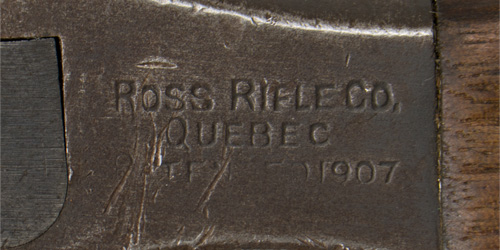 ROSS RIFLE CO.
QUEBEC
1907